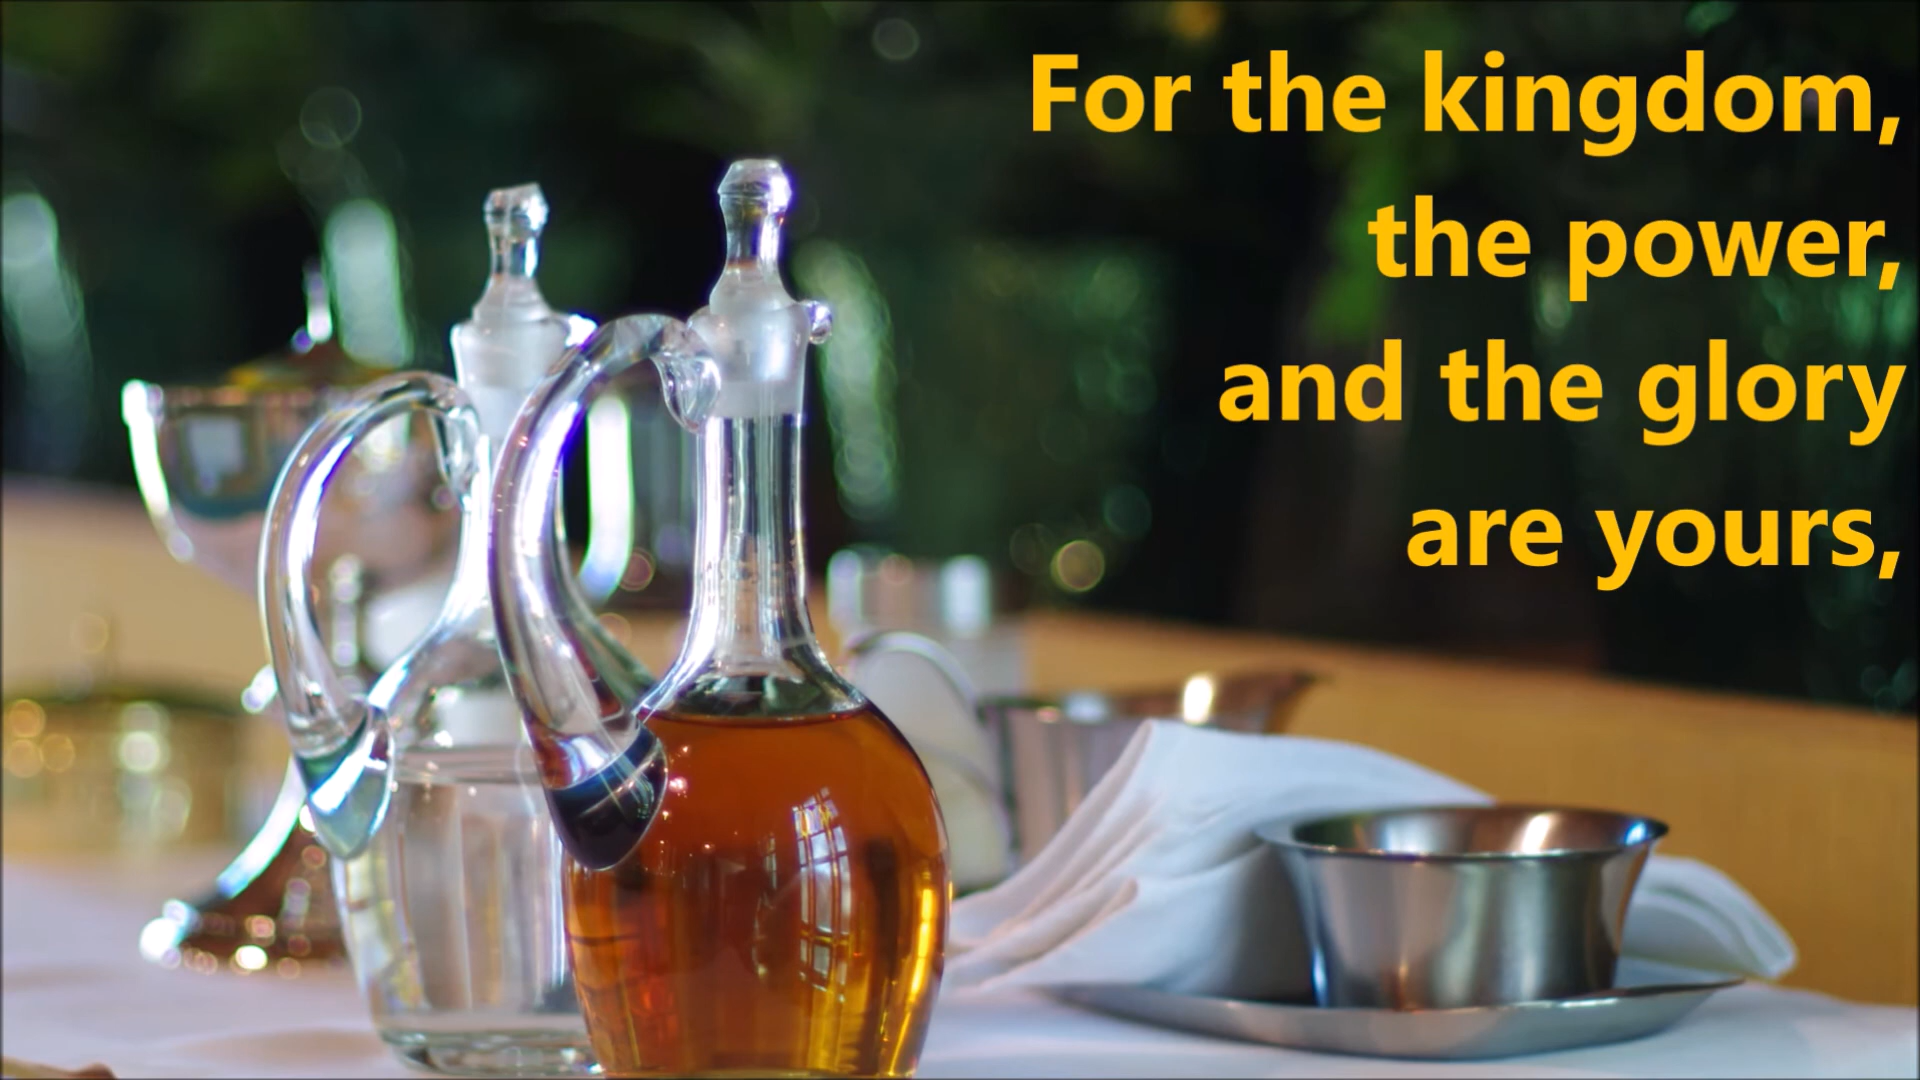 For the kingdom,
the power,
and the glory
are yours,